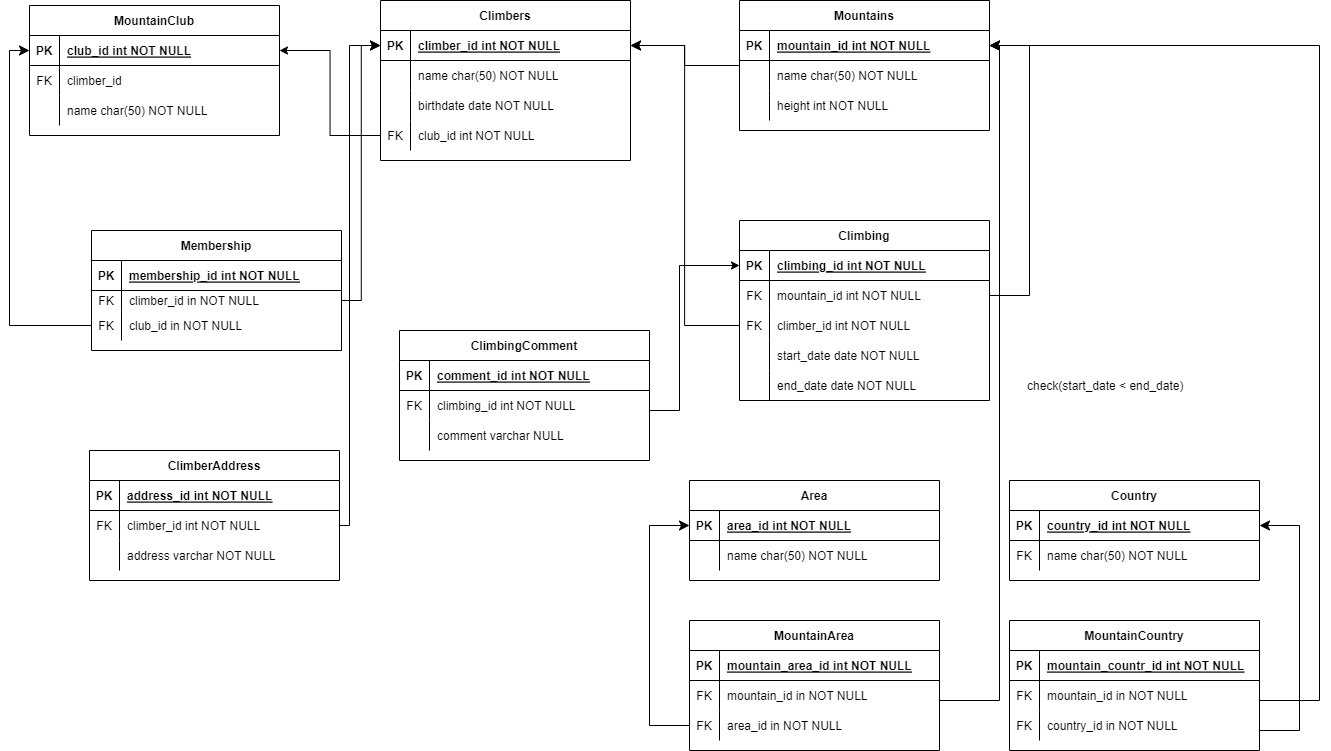 MountainClub
PK club_id int NOT NULL
FK climber_id
name char(50) NOT NULL
Climbers
PK climber_id int NOT NULL
name char(50) NOT NULL
birthdate date NOT NULL
FK club_id int NOT NULL
Mountains
PK mountain_id int NOT NULL
name char(50) NOT NULL
height int NOT NULL
Membership
PK membership_id int NOT NULL
FK climber_id in NOT NULL
FK club_id in NOT NULL
Climbing
PK climbing_id int NOT NULL
FK mountain_id int NOT NULL
FK climber_id int NOT NULL
start_date date NOT NULL
end_date date NOT NULL
check(start_date < end_date)
ClimbingComment
PK comment_id int NOT NULL
FK climbing_id int NOT NULL
comment varchar NULL
ClimberAddress
PK address_id int NOT NULL
FK climber_id int NOT NULL
address varchar NOT NULL
Area
PK area_id int NOT NULL
name char(50) NOT NULL
Country
PK country_id int NOT NULL
FK name char(50) NOT NULL
MountainArea
PK mountain_area_id int NOT NULL
FK mountain_id in NOT NULL
FK area_id in NOT NULL
MountainCountry
PK mountain_countr_id int NOT NULL
FK mountain_id in NOT NULL
FK country_id in NOT NULL